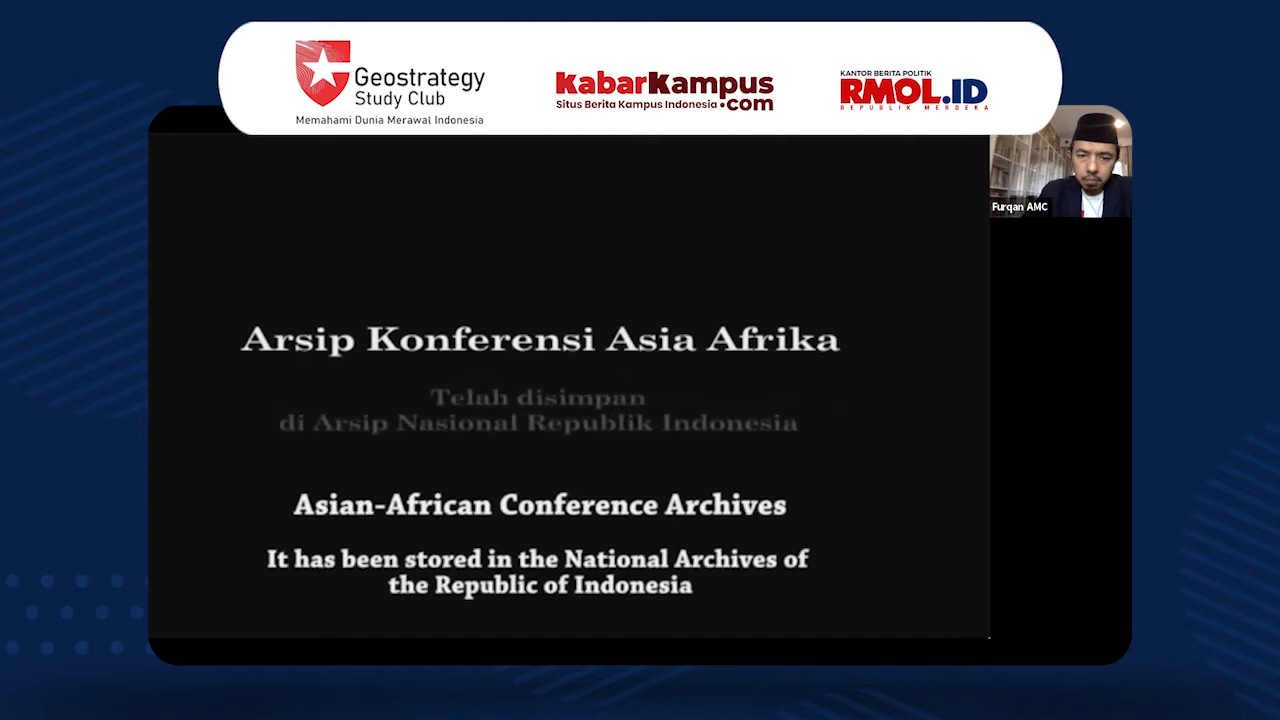 Geostrategy
Study Club
Memahami Dunia Merawat Indonesia
KabarKampus
Situs Berita Kampus Indonesia .com
KANTOR BERITA POLITIK
RMOL.ID
REPUBLIK MERDEKA
Furqan AMC
Arsip Konferensi Asia Afrika
Telah disimpan
di Arsip Nasional Republik Indonesia
Asian-African Conference Archives
It has been stored in the National Archives of
the Republic of Indonesia